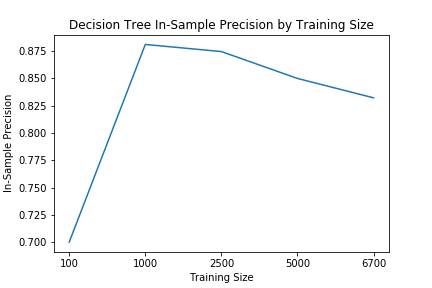 Decision Tree In-Sample Precision by Training Size
In-Sample Precision
0.875
0.850
0.825
0.800
0.775
0.750
0.725
0.700
100 1000 2500 5000 6700
Training Size